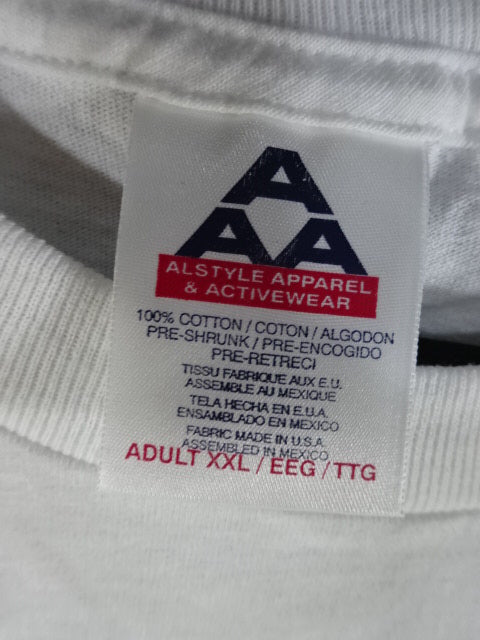 A
A A
ALSTYLE APPAREL
& ACTIVEWEAR
100% COTTON / COTON / ALGODON
PRE-SHRUNK / PRE-ENCOGIDO
PRE-RETRECI
TISSU FABRIQUE AUX E.U.
ASSEMBLE AU MEXIQUE
TELA HECHA EN E.U.A.
ENSAMBLADO EN MEXICO
FABRIC MADE IN U.S.A.
ASSEMBLED IN MEXICO
ADULT XXL / EEG / TTG